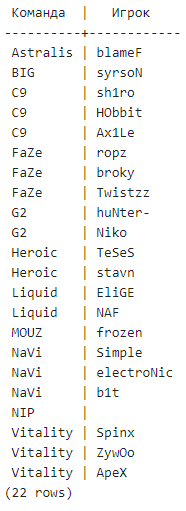 Команда | Игрок
----------+------------
Astralis | blameF
BIG | syrsoN
C9 | sh1ro
C9 | HObbit
C9 | Ax1Le
FaZe | ropz
FaZe | broky
FaZe | Twistzz
G2 | huNter-
G2 | Niko
Heroic | TeSeS
Heroic | stavn
Liquid | EliGE
Liquid | NAF
MOUZ | frozen
NaVi | Simple
NaVi | electroNic
NaVi | b1t
NIP |
Vitality | Spinx
Vitality | ZywOo
Vitality | ApeX
(22 rows)